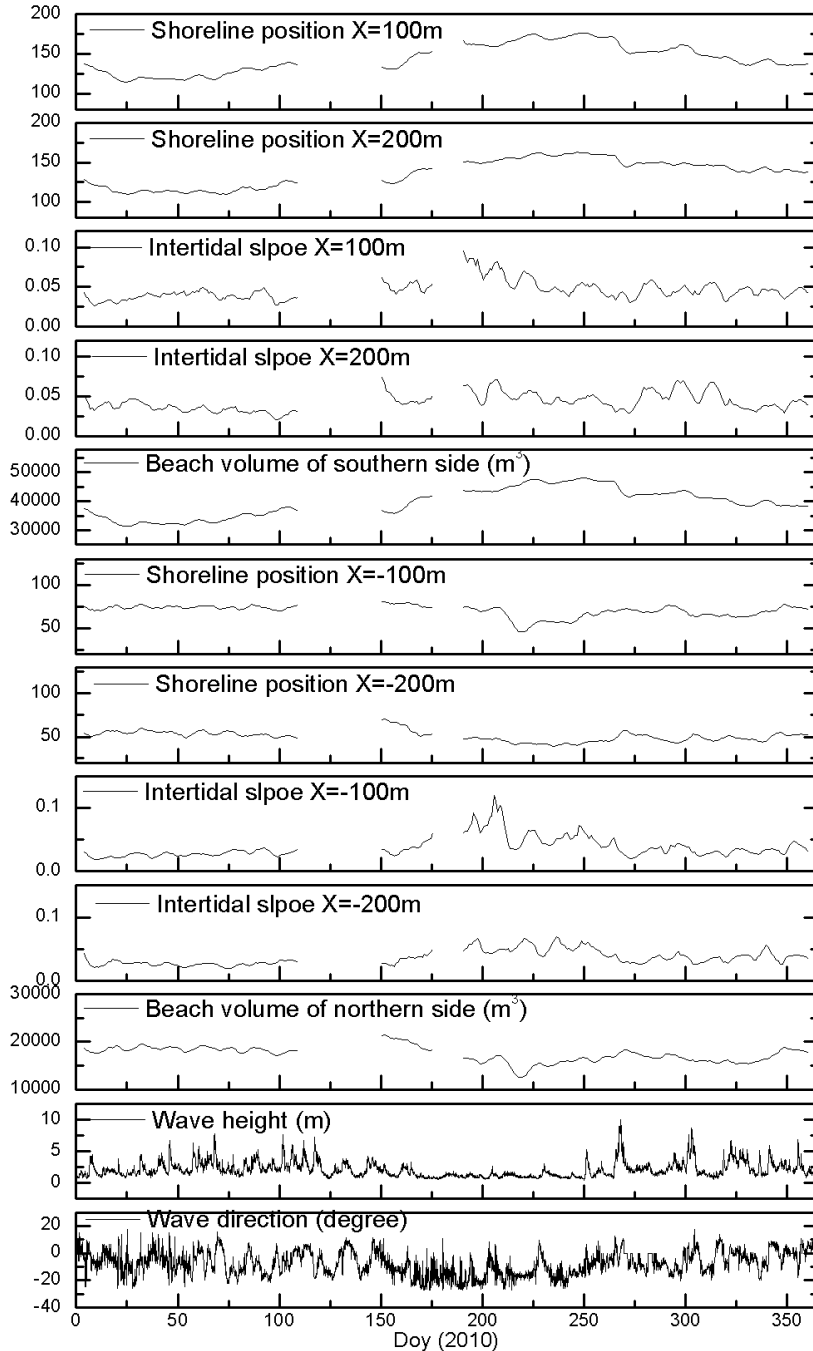 200
Shoreline position X=100m
150
100
200
Shoreline position X=200m
150
100
0.10
Intertidal slpoe X=100m
0.05
0.00
0.10
Intertidal slpoe X=200m
0.05
0.00
50000
Beach volume of southern side (m³)
40000
30000
100
Shoreline position X=-100m
50
100
Shoreline position X=-200m
50
0.1
Intertidal slpoe X=-100m
0.0
0.1
Intertidal slpoe X=-200m
0.0
30000
Beach volume of northern side (m³)
20000
10000
10
Wave height (m)
5
0
20
Wave direction (degree)
0
-20
-40
0 50 100 150 200 250 300 350
Doy (2010)